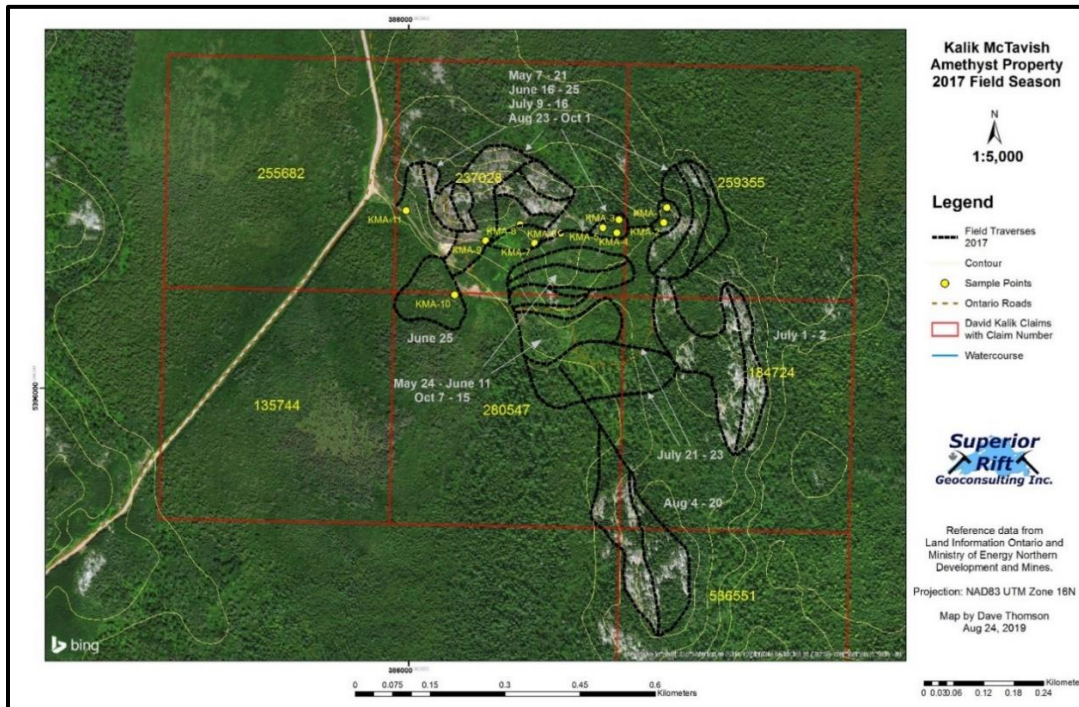 386000
Kalik McTavish
Amethyst Property
2017 Field Season
N
1:5,000
Legend
Field Traverses
2017
Contour
Sample Points
Ontario Roads
David Kalik Claims
with Claim Number
Watercourse
May 7 - 21
June 16 - 25
July 9 - 16
Aug 23 - Oct 1
255682
237028
259355
KMA-11
KMA-3
KMA-8
KMA-5
KMA-4
KMA-9
KMA-7
KMA-10
June 25
July 1 - 2
184724
May 24 - June 11
Oct 7 - 15
135744
280547
5396000
July 21 - 23
Aug 4 - 20
536551
bing
386000
Superior
Rift
Geoconsulting Inc.
Reference data from
Land Information Ontario and
Ministry of Energy Northern
Development and Mines.
Projection: NAD83 UTM Zone 16N
Map by Dave Thomson
Aug 24, 2019
0 0.075 0.15 0.3 0.45 0.6
Kilometers
0 0.03 0.06 0.12 0.18 0.24